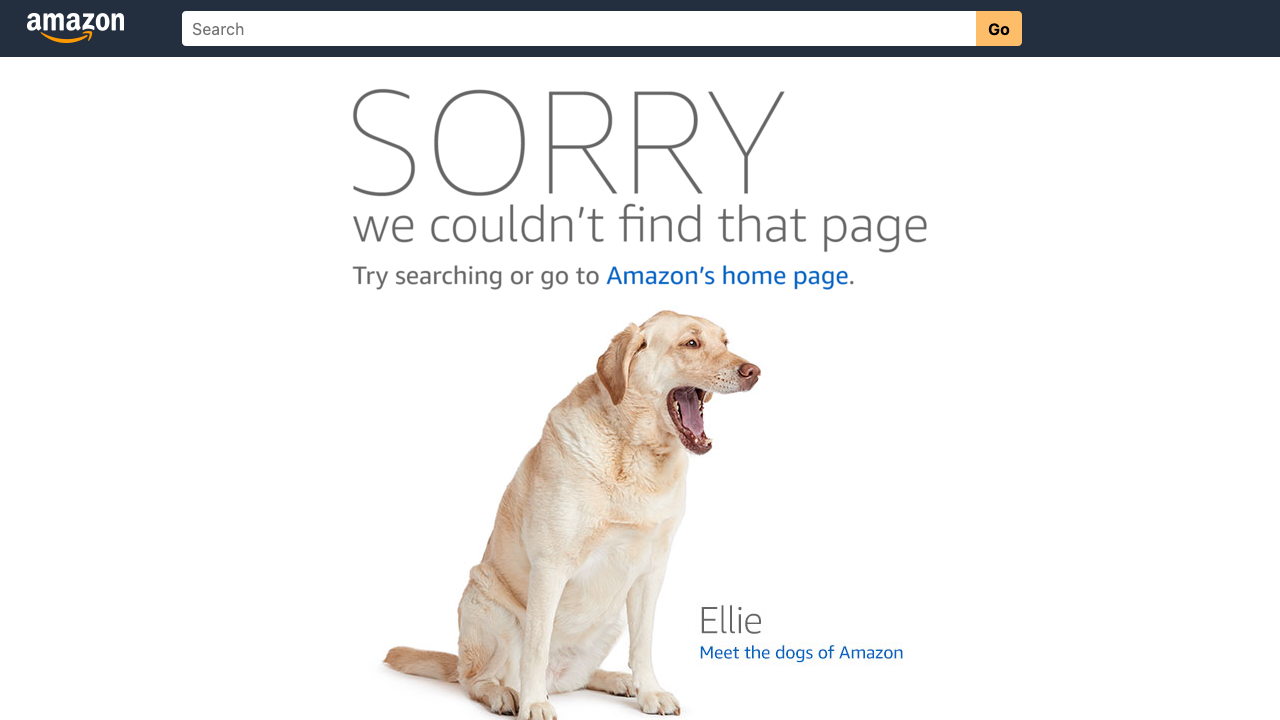 amazon
Search
Go
SORRY
we couldn't find that page
Try searching or go to Amazon's home page.
Ellie
Meet the dogs of Amazon